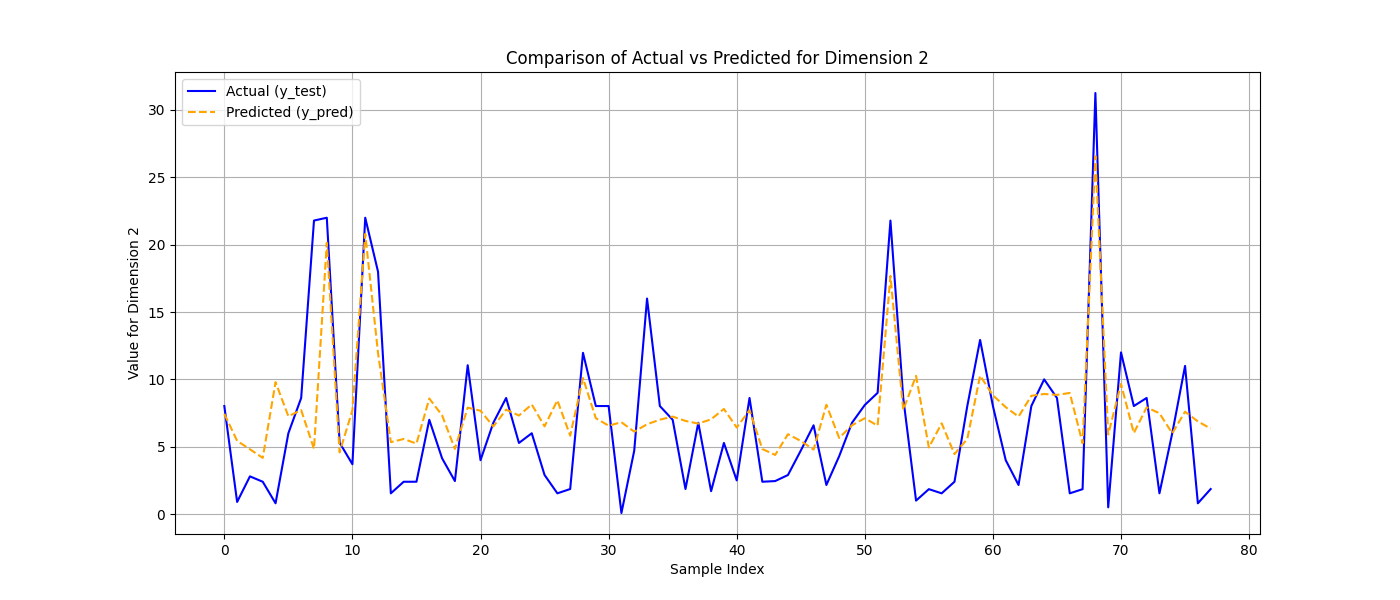 Comparison of Actual vs Predicted for Dimension 2
Actual (y_test)
Predicted (y_pred)
Value for Dimension 2
30
25
20
15
10
5
0
0 10 20 30 40 50 60 70 80
Sample Index